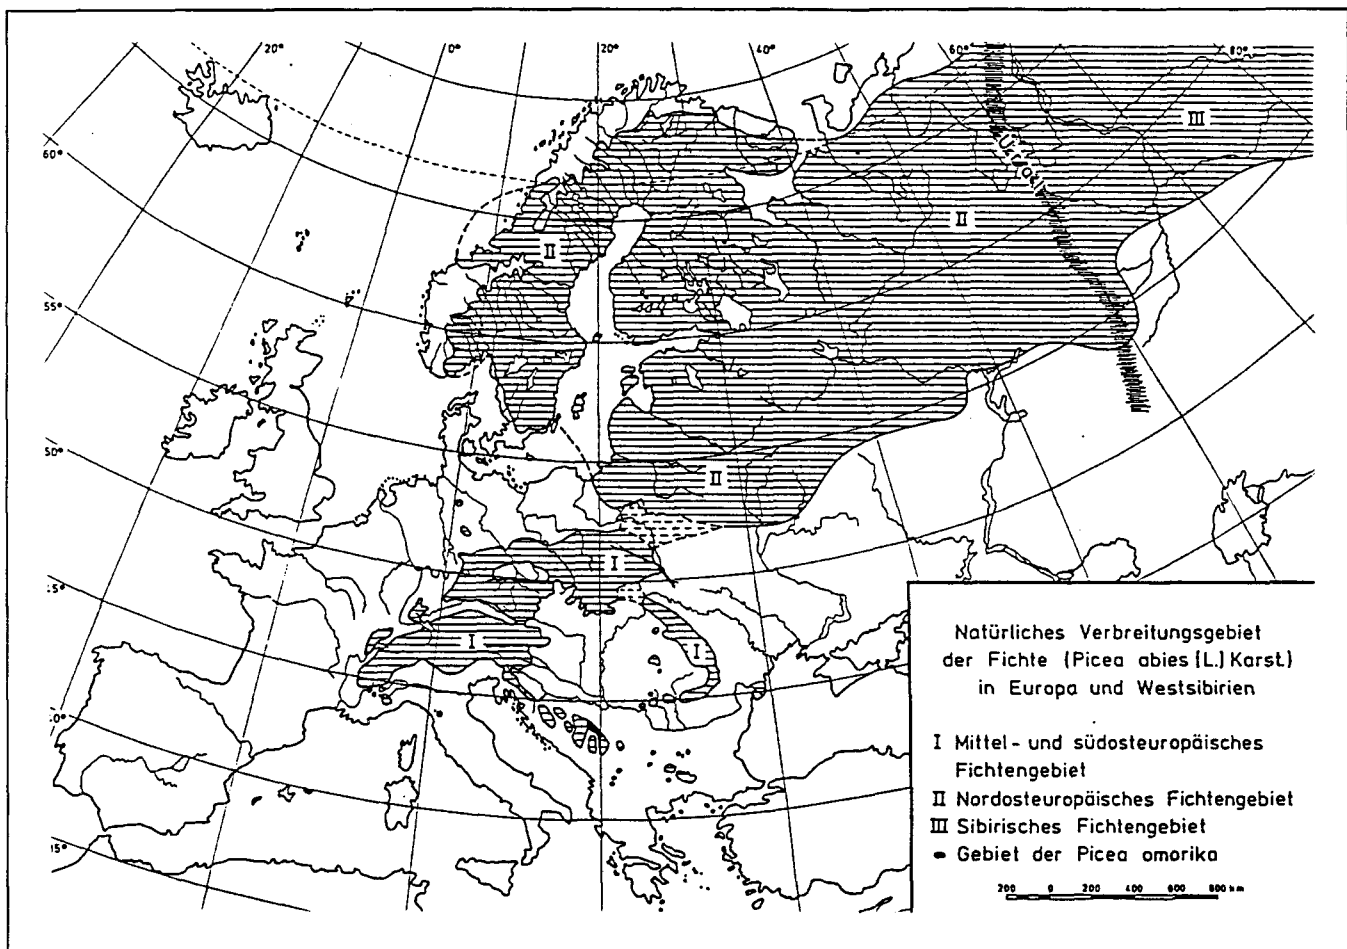 20°
0°
20°
40°
60°
80°
60°
55°
50°
III
Ural
II
II
II
I
I
I
Natürliches Verbreitungsgebiet
der Fichte (Picea abies (L.) Karst.)
in Europa und Westsibirien
I Mittel- und südosteuropäisches
Fichtengebiet
II Nordosteuropäisches Fichtengebiet
III Sibirisches Fichtengebiet
Gebiet der Picea omorika
200 0 200 400 600 800 km